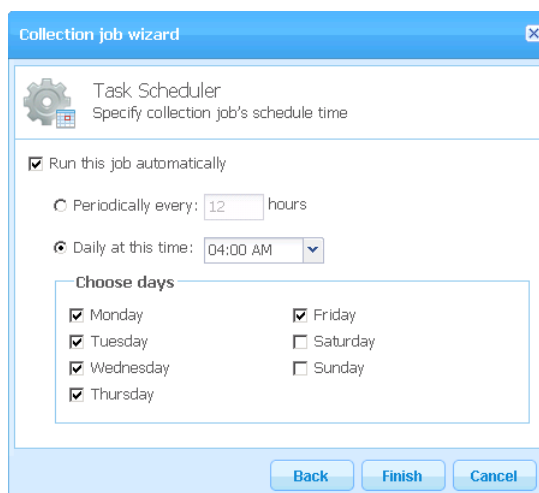 Collection job wizard
Task Scheduler
Specify collection job's schedule time
Run this job automatically
Periodically every: 12 hours
Daily at this time: 04:00 AM
Choose days
Monday
Tuesday
Wednesday
Thursday
Friday
Saturday
Sunday
Back Finish Cancel